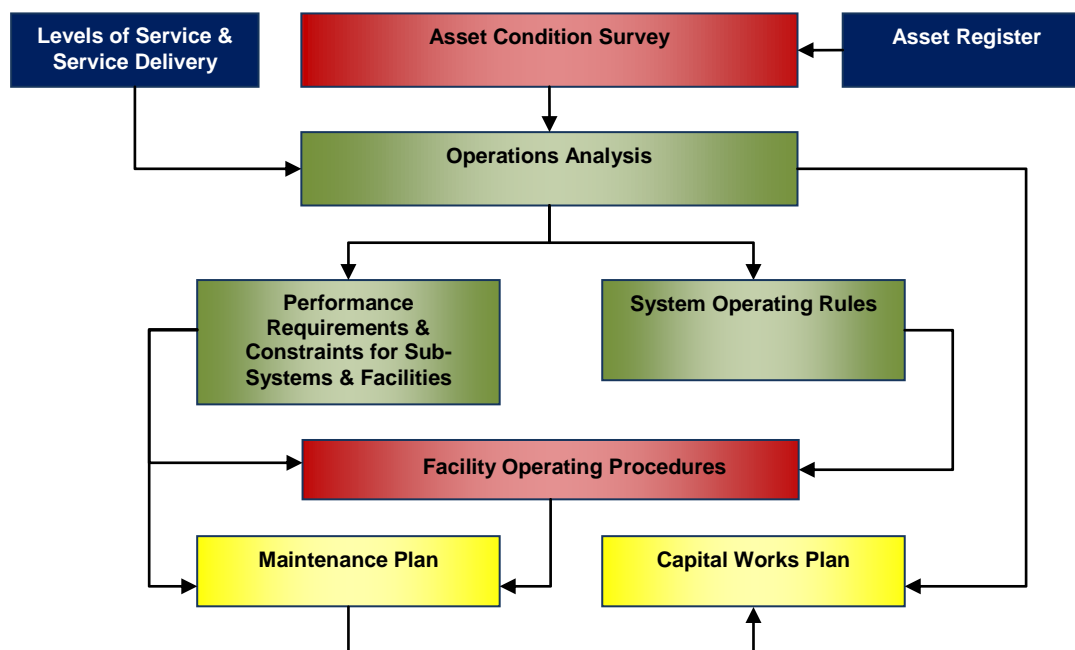 Levels of Service &
Service Delivery
Asset Condition Survey
Asset Register
Operations Analysis
Performance
Requirements &
Constraints for Sub-
Systems & Facilities
System Operating Rules
Facility Operating Procedures
Maintenance Plan
Capital Works Plan